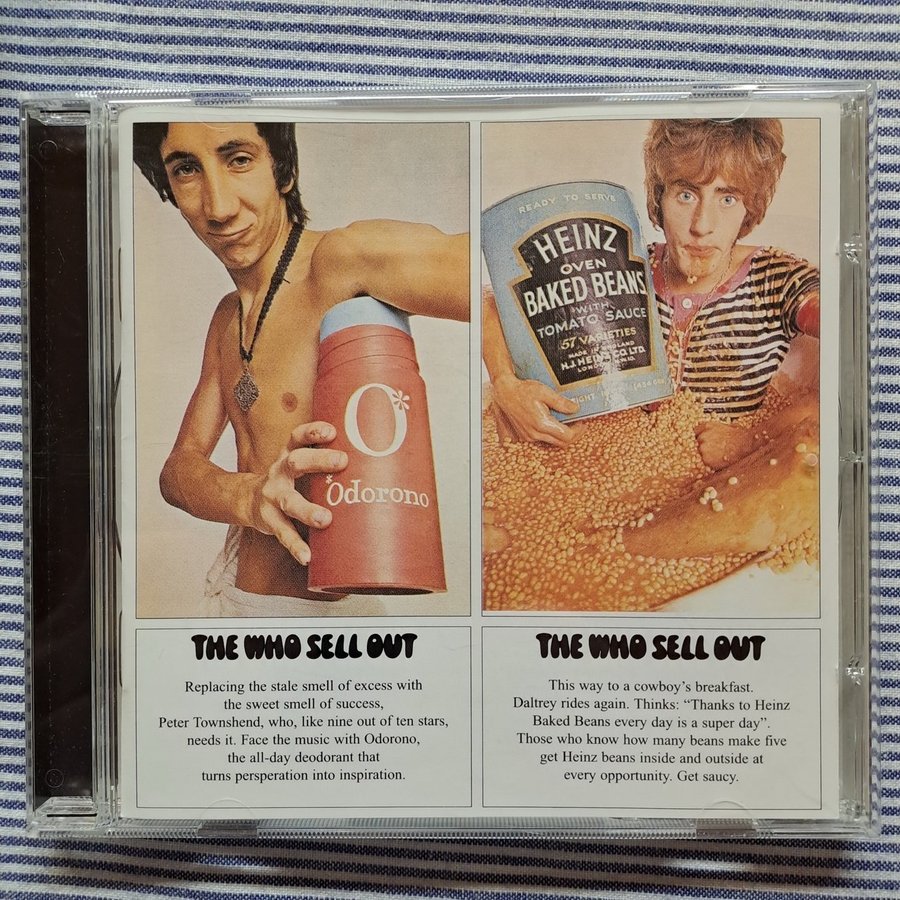 O*
*Odorono
READY TO SERVE
HEINZ
OVEN
BAKED BEANS
WITH
TOMATO SAUCE
57 VARIETIES
MADE IN ENGLAND
H.J. HEINZ CO. LTD.
THE WHO SELL OUT
Replacing the stale smell of excess with
the sweet smell of success,
Peter Townshend, who, like nine out of ten stars,
needs it. Face the music with Odorono,
the all-day deodorant that
turns persperation into inspiration.
THE WHO SELL OUT
This way to a cowboy's breakfast.
Daltrey rides again. Thinks: “Thanks to Heinz
Baked Beans every day is a super day”.
Those who know how many beans make five
get Heinz beans inside and outside at
every opportunity. Get saucy.